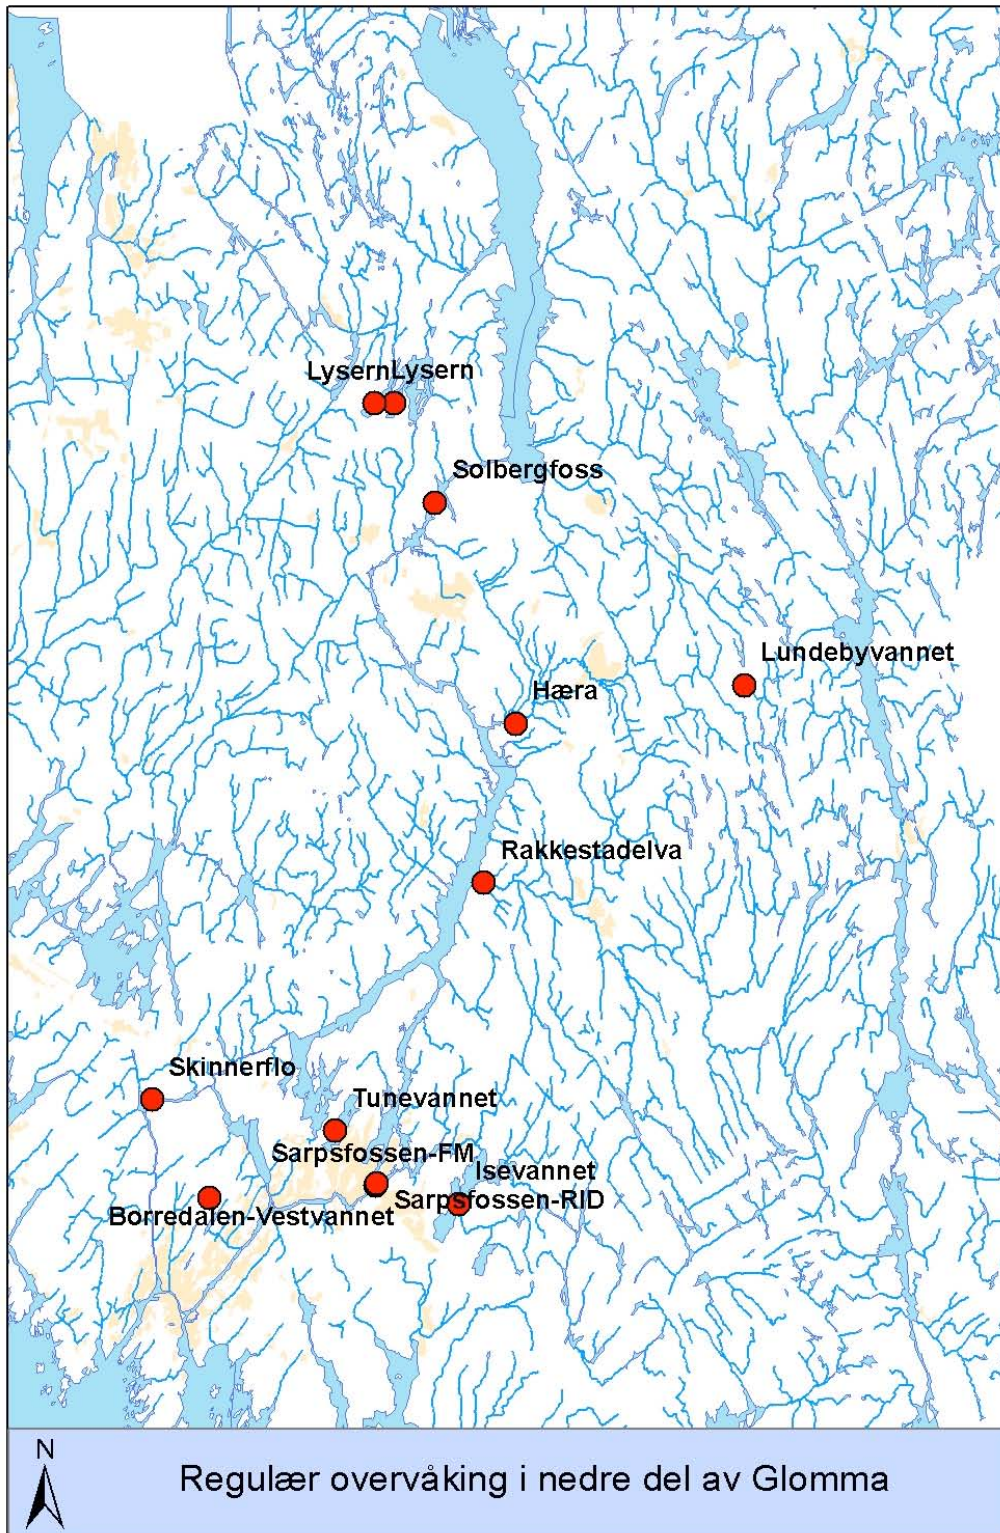 LysernLysern
Solbergfoss
Lundebyvannet
Hæra
Rakkestadelva
Skinnerflo
Tunevannet
Sarpsfossen-FM
Isevannet
Sarpsfossen-RID
Borredalen-Vestvannet
N
Regulær overvåking i nedre del av Glomma